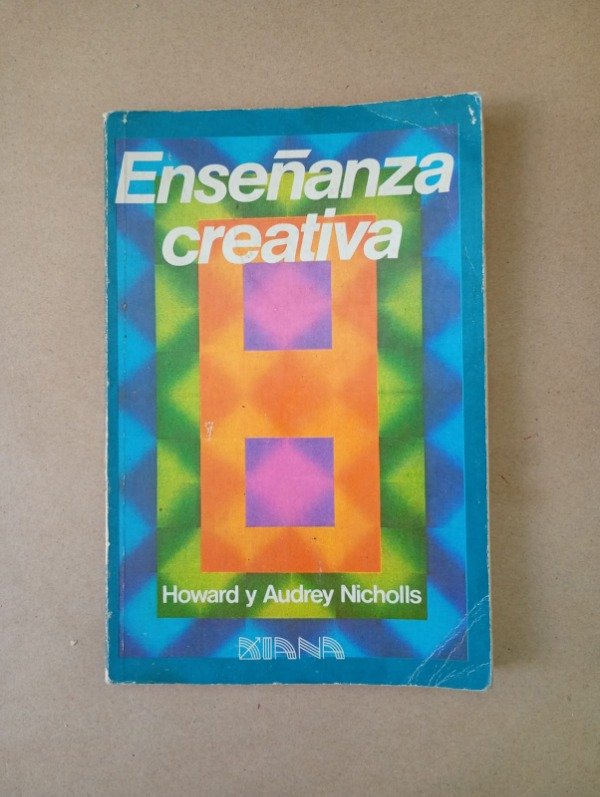 Enseñanza
creativa
Howard y Audrey Nicholls
DIANA